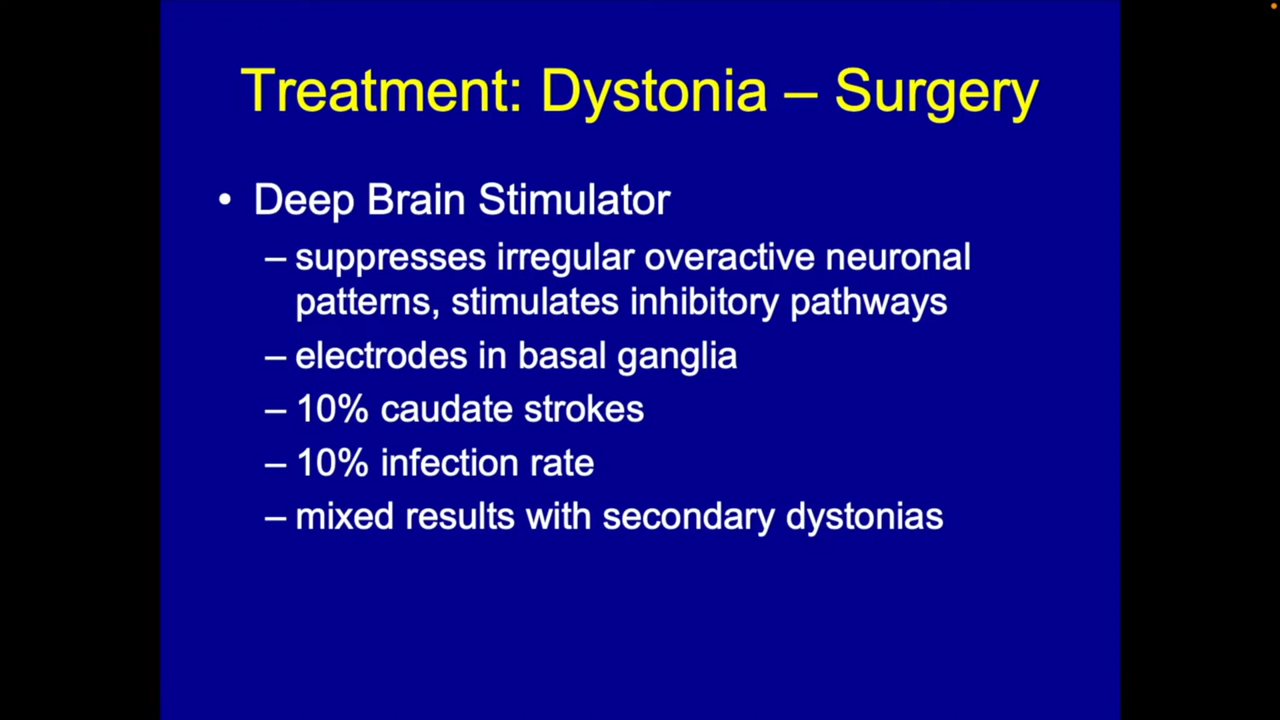 Treatment: Dystonia – Surgery
• Deep Brain Stimulator
– suppresses irregular overactive neuronal
patterns, stimulates inhibitory pathways
– electrodes in basal ganglia
– 10% caudate strokes
– 10% infection rate
– mixed results with secondary dystonias